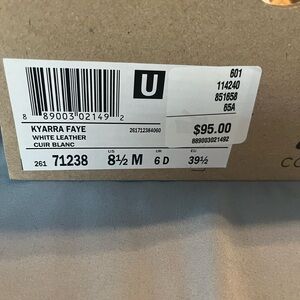 U
601
114240
851658
65A
8 89003 02149 2
KYARRA FAYE
WHITE LEATHER
CUIR BLANC
261712384060
$95.00
889003021492
US UK EU
261 71238 8½ M 6 D 39½